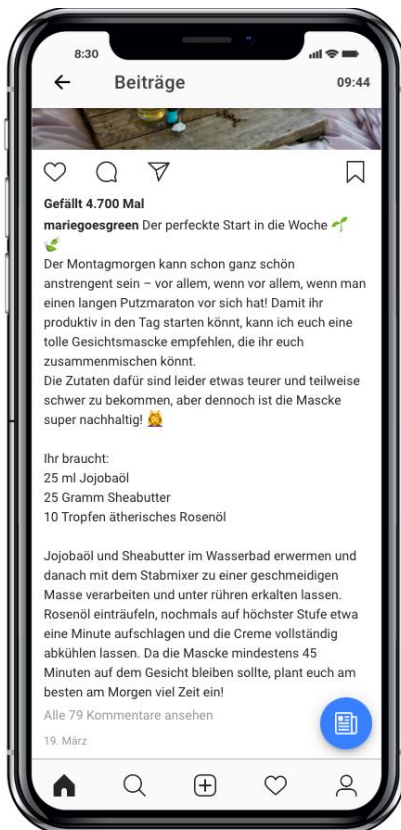 8:30
Beiträge
09:44
Gefällt 4.700 Mal
mariegoesgreen Der perfeckte Start in die Woche 🌱
🍃
Der Montagmorgen kann schon ganz schön
anstrengent sein – vor allem, wenn vor allem, wenn man
einen langen Putzmaraton vor sich hat! Damit ihr
produktiv in den Tag starten könnt, kann ich euch eine
tolle Gesichtsmascke empfehlen, die ihr euch
zusammenmischen könnt.
Die Zutaten dafür sind leider etwas teurer und teilweise
schwer zu bekommen, aber dennoch ist die Mascke
super nachhaltig! 💆
Ihr braucht:
25 ml Jojobaöl
25 Gramm Sheabutter
10 Tropfen ätherisches Rosenöl
Jojobaöl und Sheabutter im Wasserbad erwermen und
danach mit dem Stabmixer zu einer geschmeidigen
Masse verarbeiten und unter rühren erkalten lassen.
Rosenöl einträufeln, nochmals auf höchster Stufe etwa
eine Minute aufschlagen und die Creme vollständig
abkühlen lassen. Da die Mascke mindestens 45
Minuten auf dem Gesicht bleiben sollte, plant euch am
besten am Morgen viel Zeit ein!
Alle 79 Kommentare ansehen
19. März